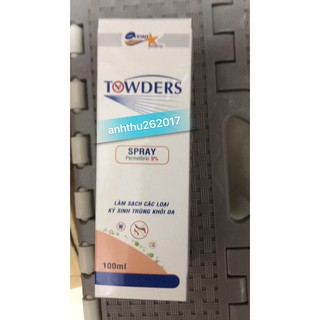 TOWDERS
anhthu262017
SPRAY
Permethrin 5%
LÀM SẠCH CÁC LOẠI
KÝ SINH TRÙNG KHỎI DA
100ml